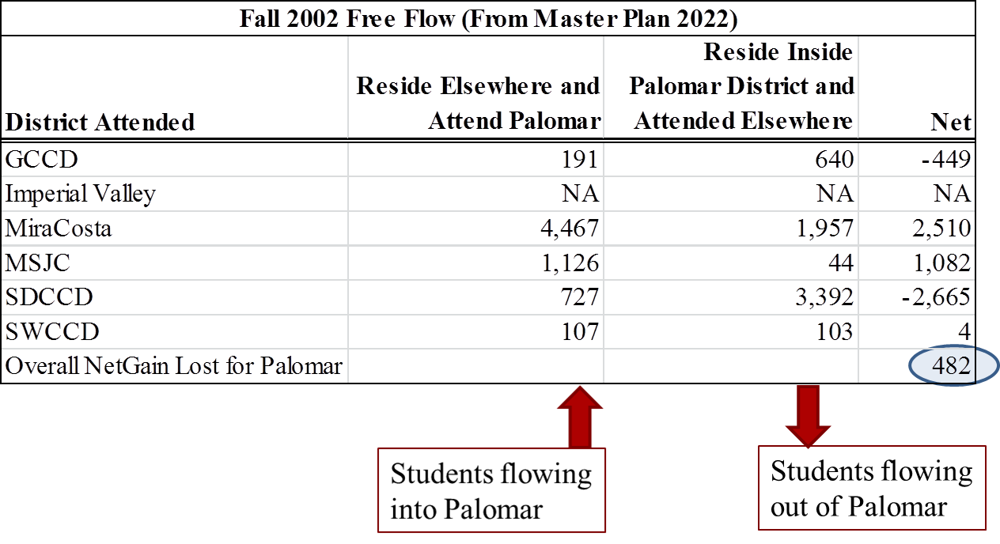 Fall 2002 Free Flow (From Master Plan 2022)
District Attended
Reside Elsewhere and
Attend Palomar
Reside Inside
Palomar District and
Attended Elsewhere
Net
GCCD 191 640 -449
Imperial Valley NA NA NA
MiraCosta 4,467 1,957 2,510
MSJC 1,126 44 1,082
SDCCD 727 3,392 -2,665
SWCCD 107 103 4
Overall NetGain Lost for Palomar 482
Students flowing
into Palomar
Students flowing
out of Palomar